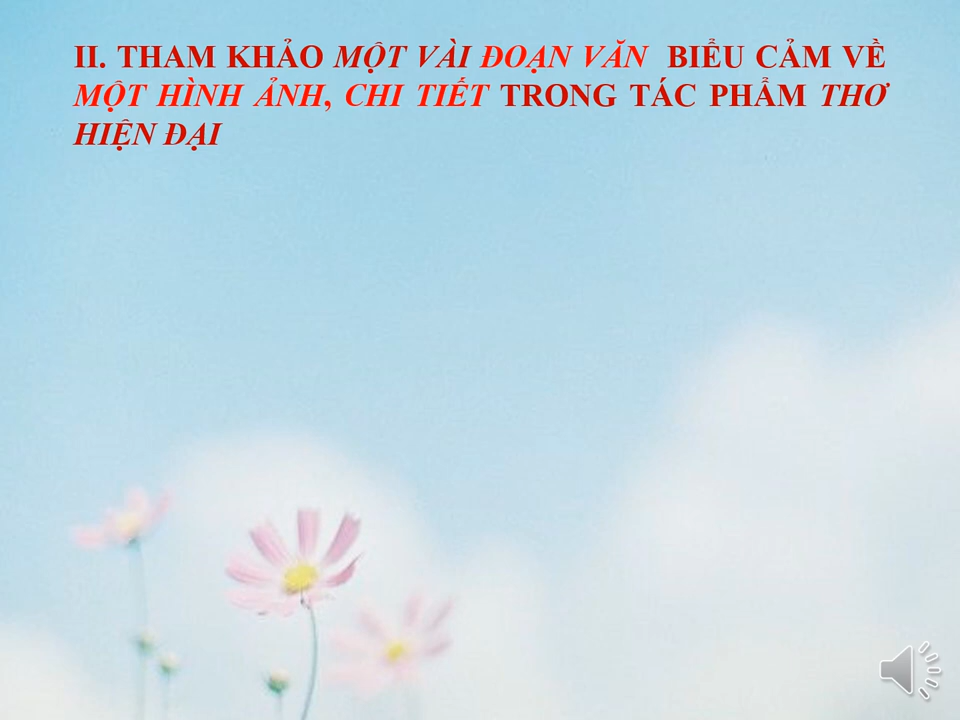 II. THAM KHẢO MỘT VÀI ĐOẠN VĂN BIỂU CẢM VỀ
MỘT HÌNH ẢNH, CHI TIẾT TRONG TÁC PHẨM THƠ
HIỆN ĐẠI